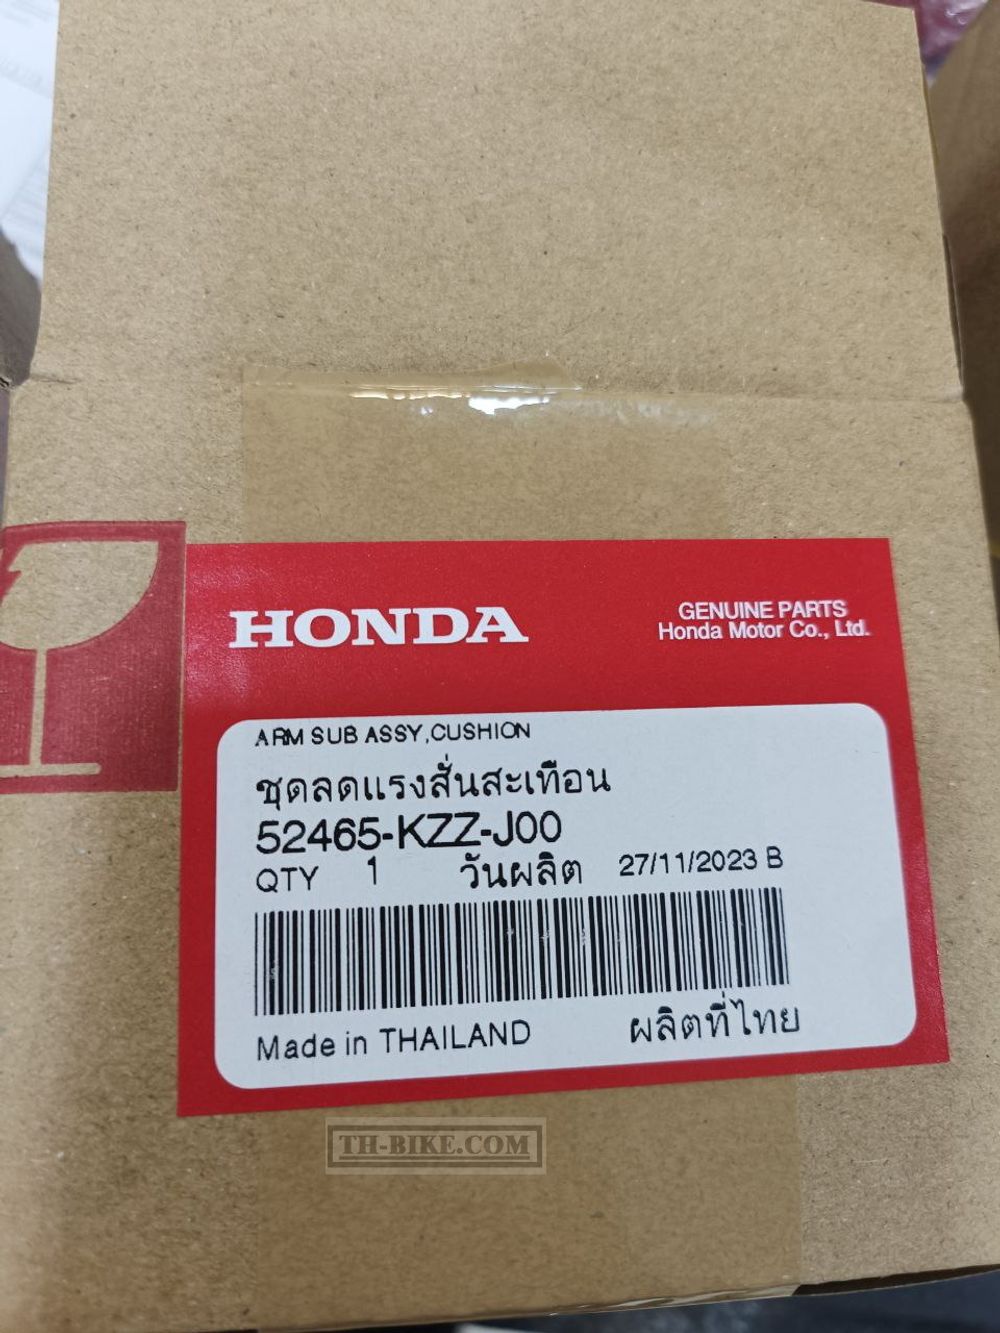 HONDA
GENUINE PARTS
Honda Motor Co., Ltd.
ARM SUB ASSY,CUSHION
ชุดลดแรงสั่นสะเทือน
52465-KZZ-J00
QTY 1 วันผลิต 27/11/2023 B
Made in THAILAND ผลิตที่ไทย
TH-BIKE.COM